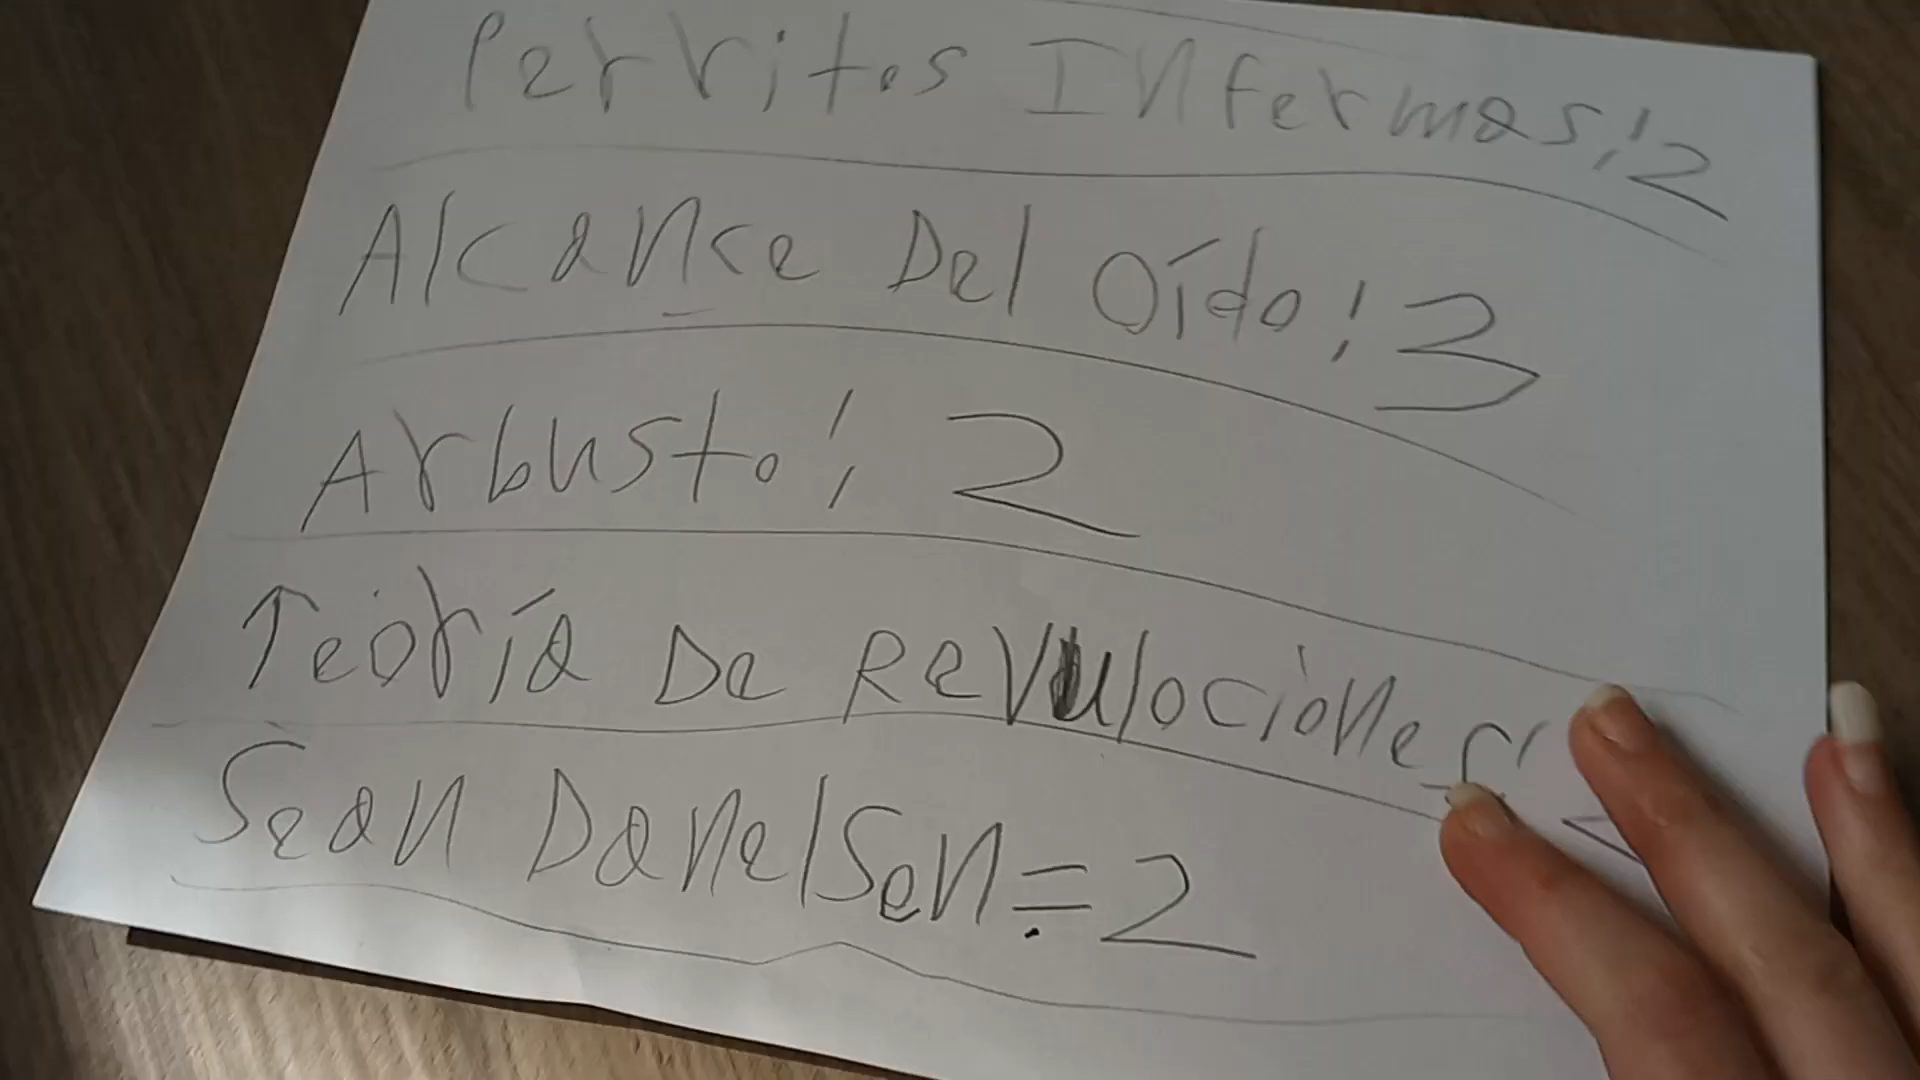 Perritos Infermos: 2
Alcance Del Oído: 3
Arbusto: 2
Teoría De Revulociones:
Sean Danelsen = 2